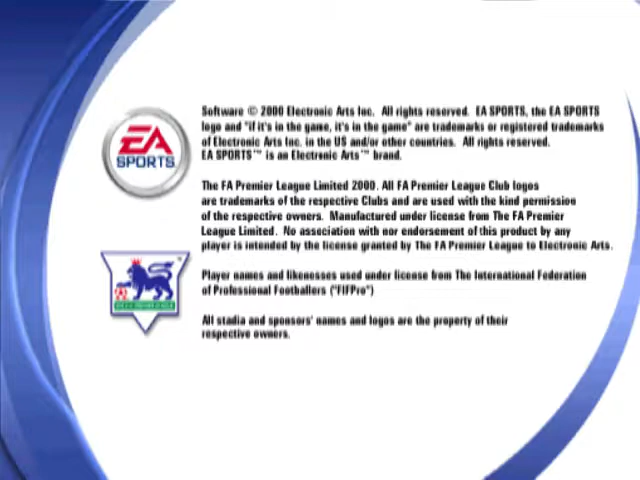 EA
SPORTS
Software © 2000 Electronic Arts Inc. All rights reserved. EA SPORTS, the EA SPORTS
logo and "if it's in the game, it's in the game" are trademarks or registered trademarks
of Electronic Arts Inc. in the US and/or other countries. All rights reserved.
EA SPORTS™ is an Electronic Arts™ brand.
The FA Premier League Limited 2000. All FA Premier League Club logos
are trademarks of the respective Clubs and are used with the kind permission
of the respective owners. Manufactured under license from The FA Premier
League Limited. No association with nor endorsement of this product by any
player is intended by the license granted by The FA Premier League to Electronic Arts.
Player names and likenesses used under license from The International Federation
of Professional Footballers ("FIFPro")
All stadia and sponsors' names and logos are the property of their
respective owners.